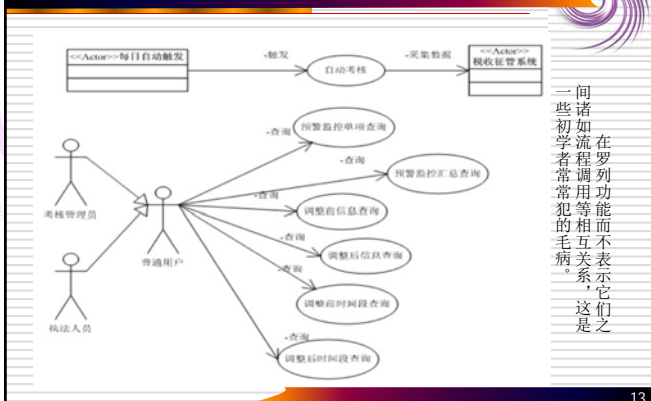 <<Actor>>每日自动触发
-触发
自动考核
-采集数据
<<Actor>>
税收征管系统
-查询
预警监控单项查询
-查询
预警监控汇总查询
-查询
调整前信息查询
-查询
调整后信息查询
-查询
调整前时间段查询
-查询
调整后时间段查询
考核管理员
普通用户
执法人员
在罗列功能而不表示它们之
间诸如流程调用等相互关系，这是
一些初学者常常犯的毛病。
13